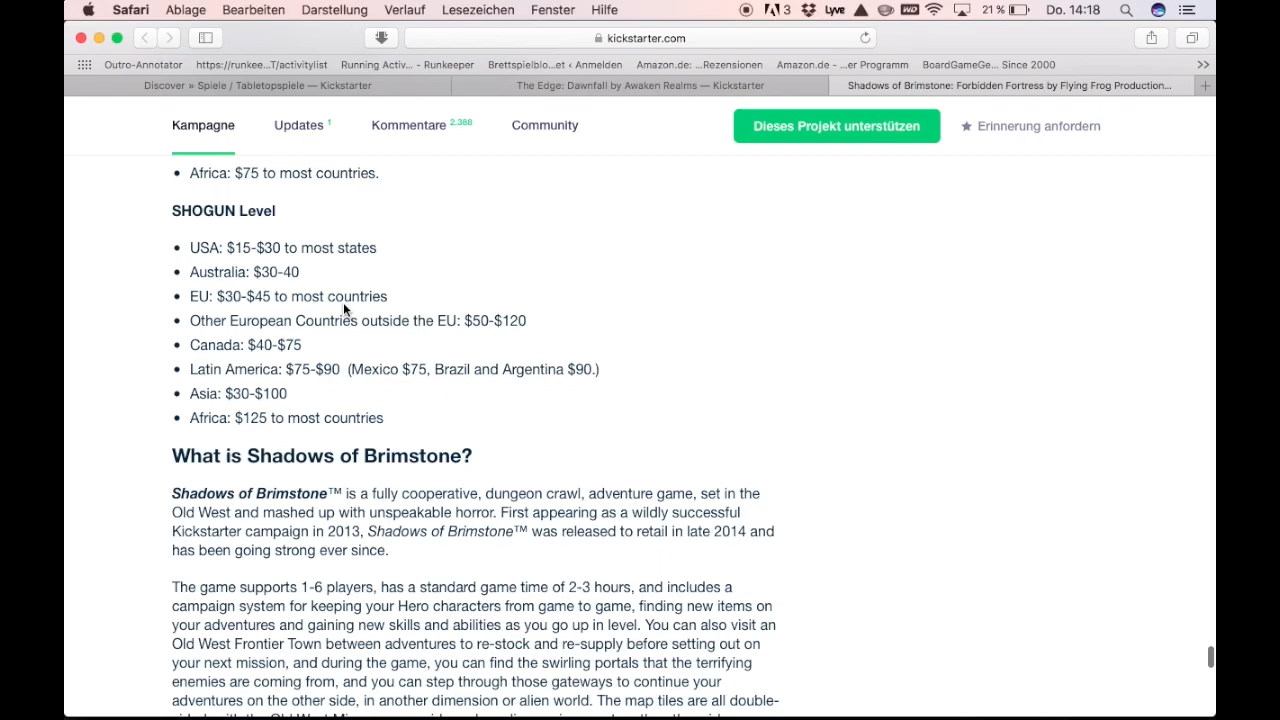 Safari Ablage Bearbeiten Darstellung Verlauf Lesezeichen Fenster Hilfe 3 Lyve WD 21 % Do. 14:18
kickstarter.com
Outro-Annotator https://runkee...T/activitylist Running Activ... - Runkeeper Brettspielblo...et ‹ Anmelden Amazon.de: ...Rezensionen Amazon.de - ...er Programm BoardGameGe... Since 2000 >>
Discover » Spiele / Tabletopspiele — Kickstarter The Edge: Dawnfall by Awaken Realms — Kickstarter Shadows of Brimstone: Forbidden Fortress by Flying Frog Production...
Kampagne Updates 1 Kommentare 2.388 Community Dieses Projekt unterstützen Erinnerung anfordern
• Africa: $75 to most countries.
SHOGUN Level
• USA: $15-$30 to most states
• Australia: $30-40
• EU: $30-$45 to most countries
• Other European Countries outside the EU: $50-$120
• Canada: $40-$75
• Latin America: $75-$90 (Mexico $75, Brazil and Argentina $90.)
• Asia: $30-$100
• Africa: $125 to most countries
What is Shadows of Brimstone?
Shadows of Brimstone™ is a fully cooperative, dungeon crawl, adventure game, set in the
Old West and mashed up with unspeakable horror. First appearing as a wildly successful
Kickstarter campaign in 2013, Shadows of Brimstone™ was released to retail in late 2014 and
has been going strong ever since.
The game supports 1-6 players, has a standard game time of 2-3 hours, and includes a
campaign system for keeping your Hero characters from game to game, finding new items on
your adventures and gaining new skills and abilities as you go up in level. You can also visit an
Old West Frontier Town between adventures to re-stock and re-supply before setting out on
your next mission, and during the game, you can find the swirling portals that the terrifying
enemies are coming from, and you can step through those gateways to continue your
adventures on the other side, in another dimension or alien world. The map tiles are all double-